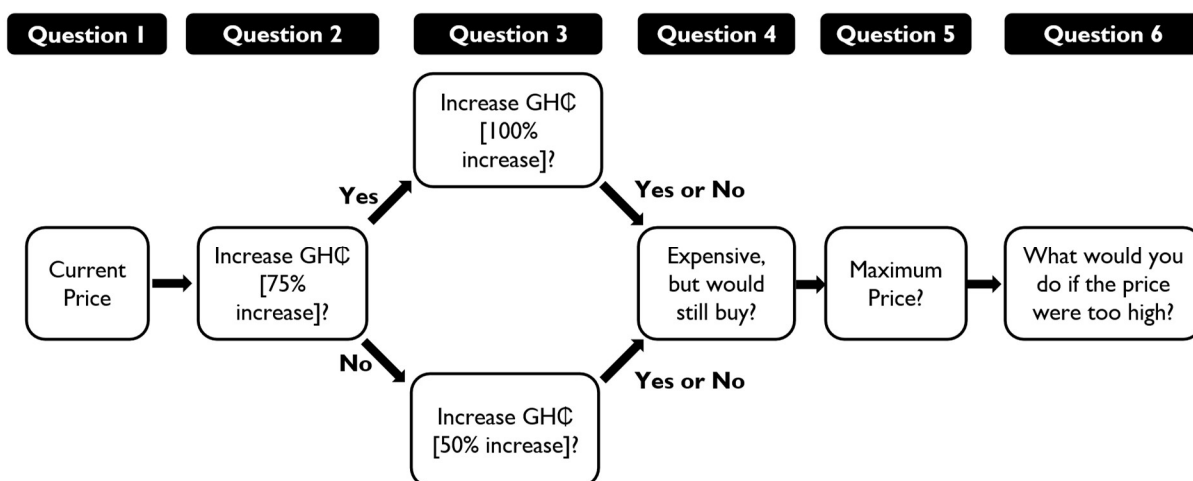 Question 1
Question 2
Question 3
Question 4
Question 5
Question 6
Current
Price
Increase GH₵
[75%
increase]?
Yes
No
Increase GH₵
[100%
increase]?
Increase GH₵
[50% increase]?
Yes or No
Yes or No
Expensive,
but would
still buy?
Maximum
Price?
What would you
do if the price
were too high?